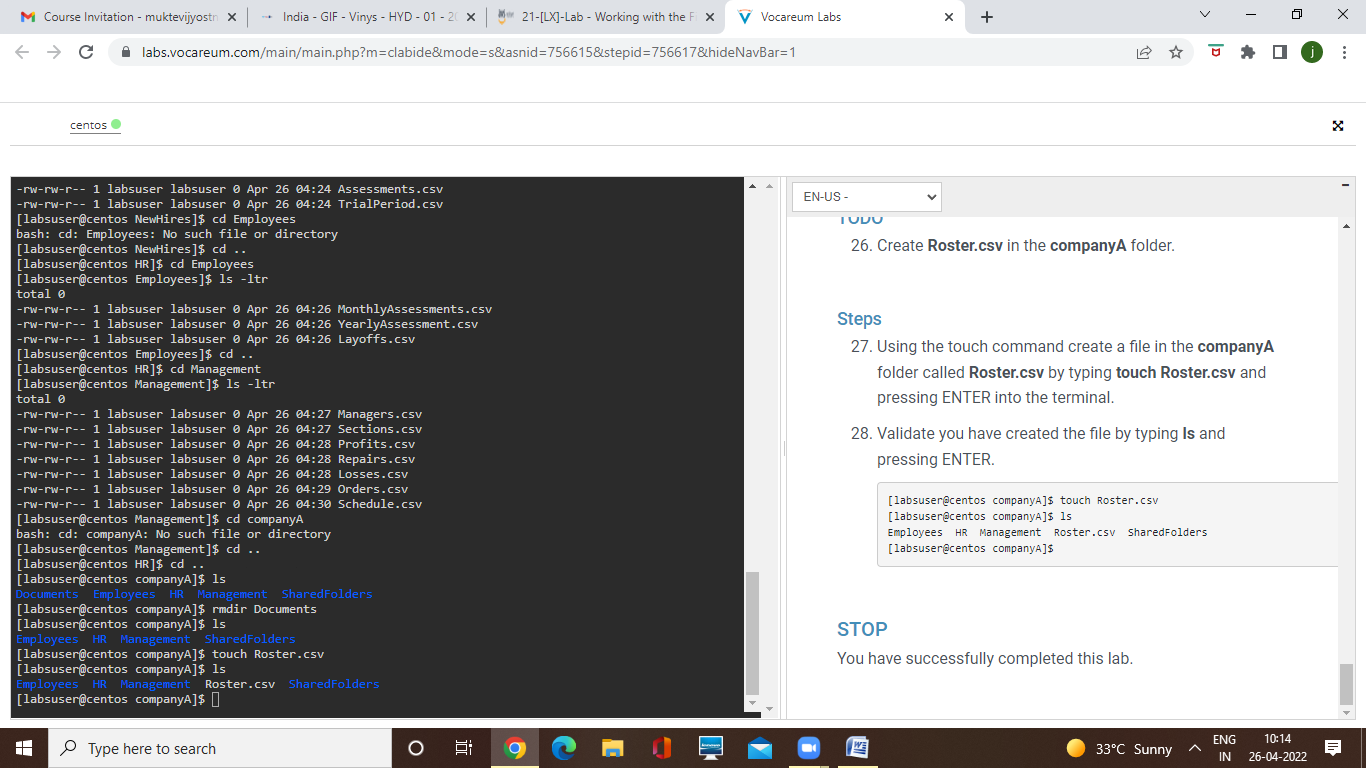 Course Invitation - muktevijyostn
India - GIF - Vinys - HYD - 01 - 20
21-[LX]-Lab - Working with the Fi
Vocareum Labs
labs.vocareum.com/main/main.php?m=clabide&mode=s&asnid=756615&stepid=756617&hideNavBar=1
j
centos
-rw-rw-r-- 1 labsuser labsuser 0 Apr 26 04:24 Assessments.csv
-rw-rw-r-- 1 labsuser labsuser 0 Apr 26 04:24 TrialPeriod.csv
[labsuser@centos NewHires]$ cd Employees
bash: cd: Employees: No such file or directory
[labsuser@centos NewHires]$ cd ..
[labsuser@centos HR]$ cd Employees
[labsuser@centos Employees]$ ls -ltr
total 0
-rw-rw-r-- 1 labsuser labsuser 0 Apr 26 04:26 MonthlyAssessments.csv
-rw-rw-r-- 1 labsuser labsuser 0 Apr 26 04:26 YearlyAssessment.csv
-rw-rw-r-- 1 labsuser labsuser 0 Apr 26 04:26 Layoffs.csv
[labsuser@centos Employees]$ cd ..
[labsuser@centos HR]$ cd Management
[labsuser@centos Management]$ ls -ltr
total 0
-rw-rw-r-- 1 labsuser labsuser 0 Apr 26 04:27 Managers.csv
-rw-rw-r-- 1 labsuser labsuser 0 Apr 26 04:27 Sections.csv
-rw-rw-r-- 1 labsuser labsuser 0 Apr 26 04:28 Profits.csv
-rw-rw-r-- 1 labsuser labsuser 0 Apr 26 04:28 Repairs.csv
-rw-rw-r-- 1 labsuser labsuser 0 Apr 26 04:28 Losses.csv
-rw-rw-r-- 1 labsuser labsuser 0 Apr 26 04:29 Orders.csv
-rw-rw-r-- 1 labsuser labsuser 0 Apr 26 04:30 Schedule.csv
[labsuser@centos Management]$ cd companyA
bash: cd: companyA: No such file or directory
[labsuser@centos Management]$ cd ..
[labsuser@centos HR]$ cd ..
[labsuser@centos companyA]$ ls
Documents Employees HR Management SharedFolders
[labsuser@centos companyA]$ rmdir Documents
[labsuser@centos companyA]$ ls
Employees HR Management SharedFolders
[labsuser@centos companyA]$ touch Roster.csv
[labsuser@centos companyA]$ ls
Employees HR Management Roster.csv SharedFolders
[labsuser@centos companyA]$
EN-US -
TODO
26. Create Roster.csv in the companyA folder.
Steps
27. Using the touch command create a file in the companyA
folder called Roster.csv by typing touch Roster.csv and
pressing ENTER into the terminal.
28. Validate you have created the file by typing ls and
pressing ENTER.
[labsuser@centos companyA]$ touch Roster.csv
[labsuser@centos companyA]$ ls
Employees HR Management Roster.csv SharedFolders
[labsuser@centos companyA]$
STOP
You have successfully completed this lab.
Type here to search
33°C Sunny
ENG
IN
10:14
26-04-2022